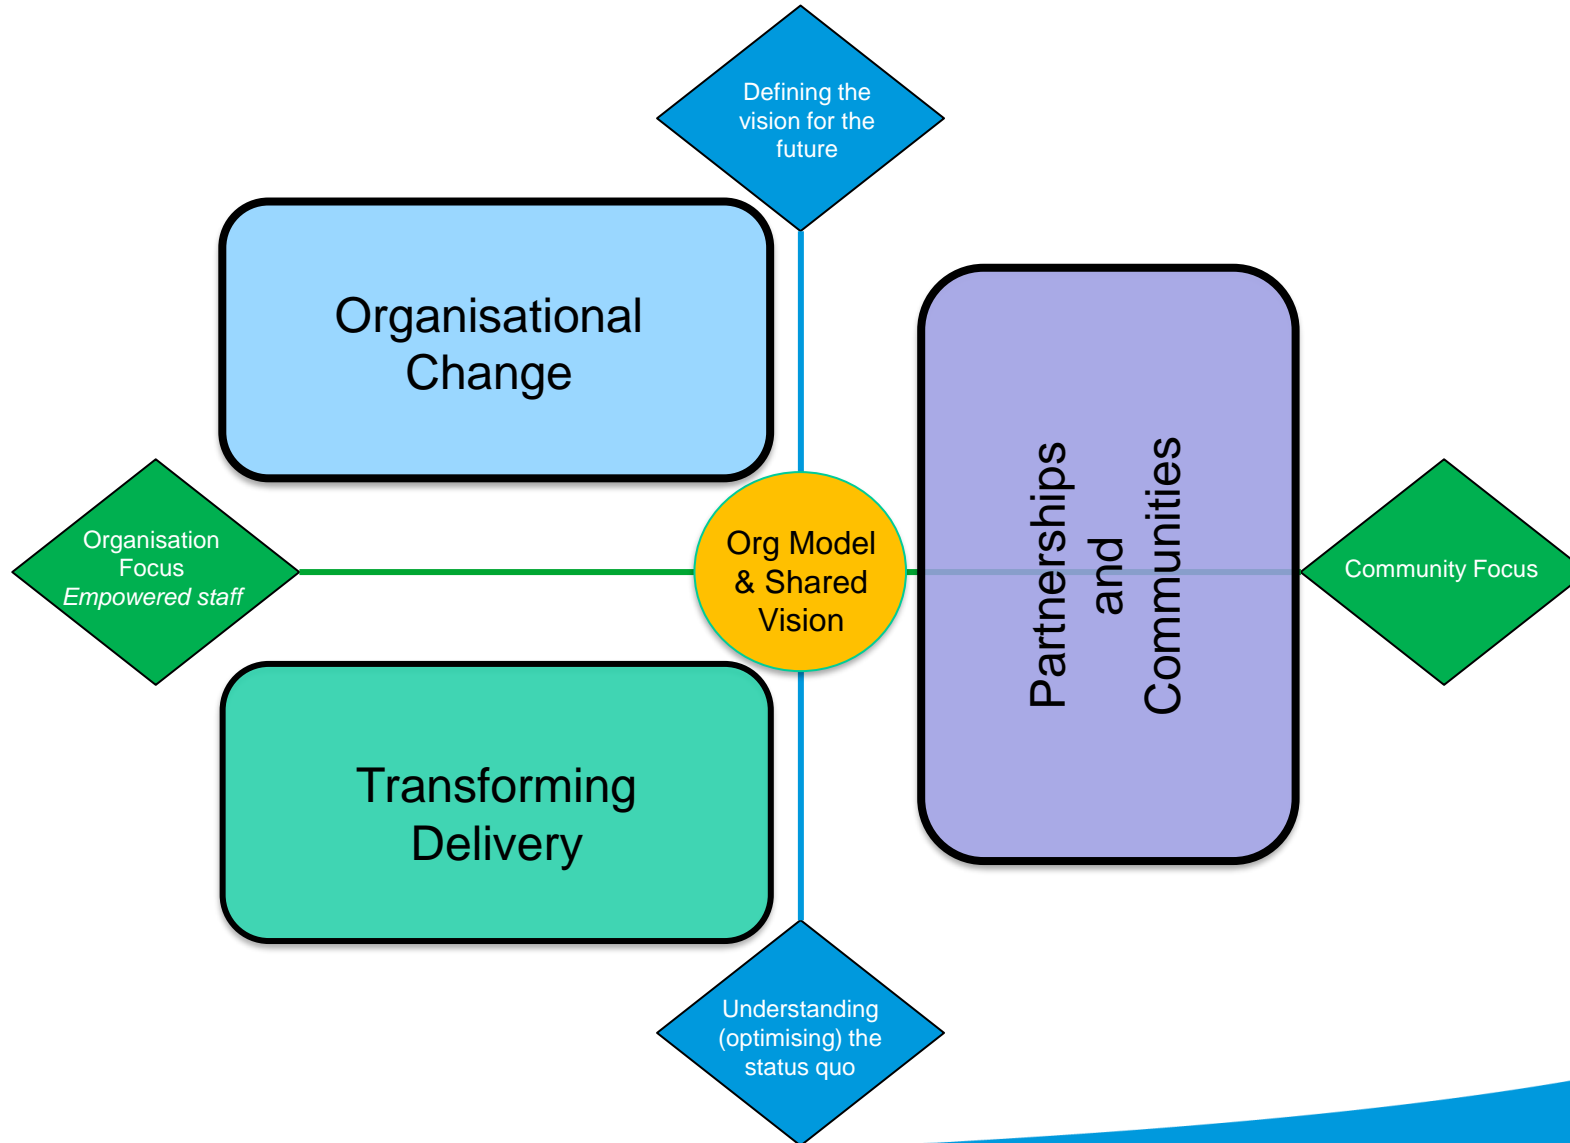 Defining the
vision for the
future
Organisational
Change
Partnerships
and
Communities
Organisation
Focus
Empowered staff
Org Model
& Shared
Vision
Community Focus
Transforming
Delivery
Understanding
(optimising) the
status quo